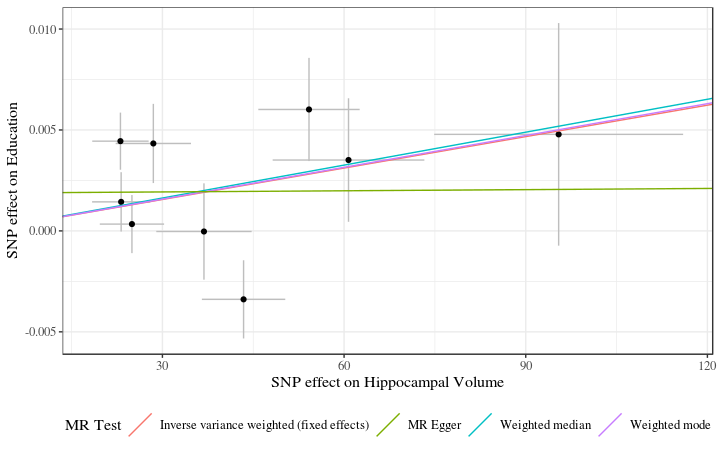 0.010
0.005
0.000
-0.005
SNP effect on Education
30 60 90 120
SNP effect on Hippocampal Volume
MR Test Inverse variance weighted (fixed effects) MR Egger Weighted median Weighted mode